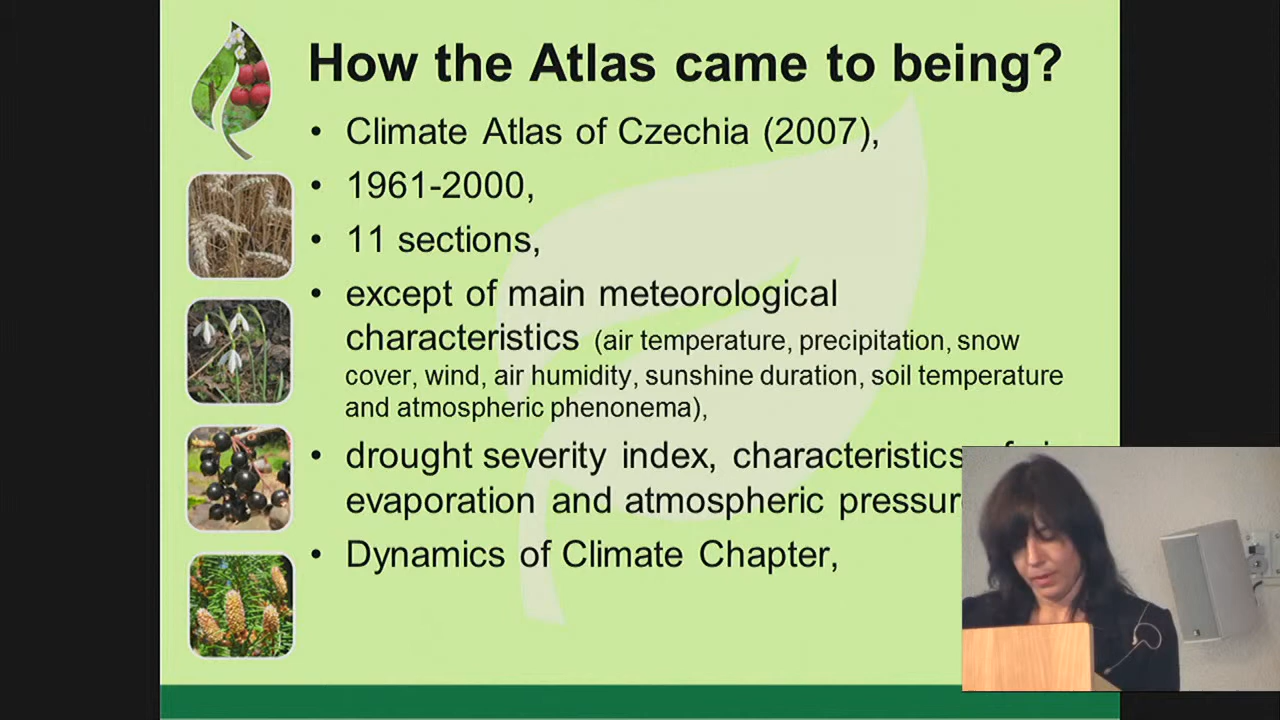 How the Atlas came to being?
• Climate Atlas of Czechia (2007),
• 1961-2000,
• 11 sections,
• except of main meteorological
characteristics (air temperature, precipitation, snow
cover, wind, air humidity, sunshine duration, soil temperature
and atmospheric phenonema),
• drought severity index, characteristics
evaporation and atmospheric
• Dynamics of Climate Chapter,